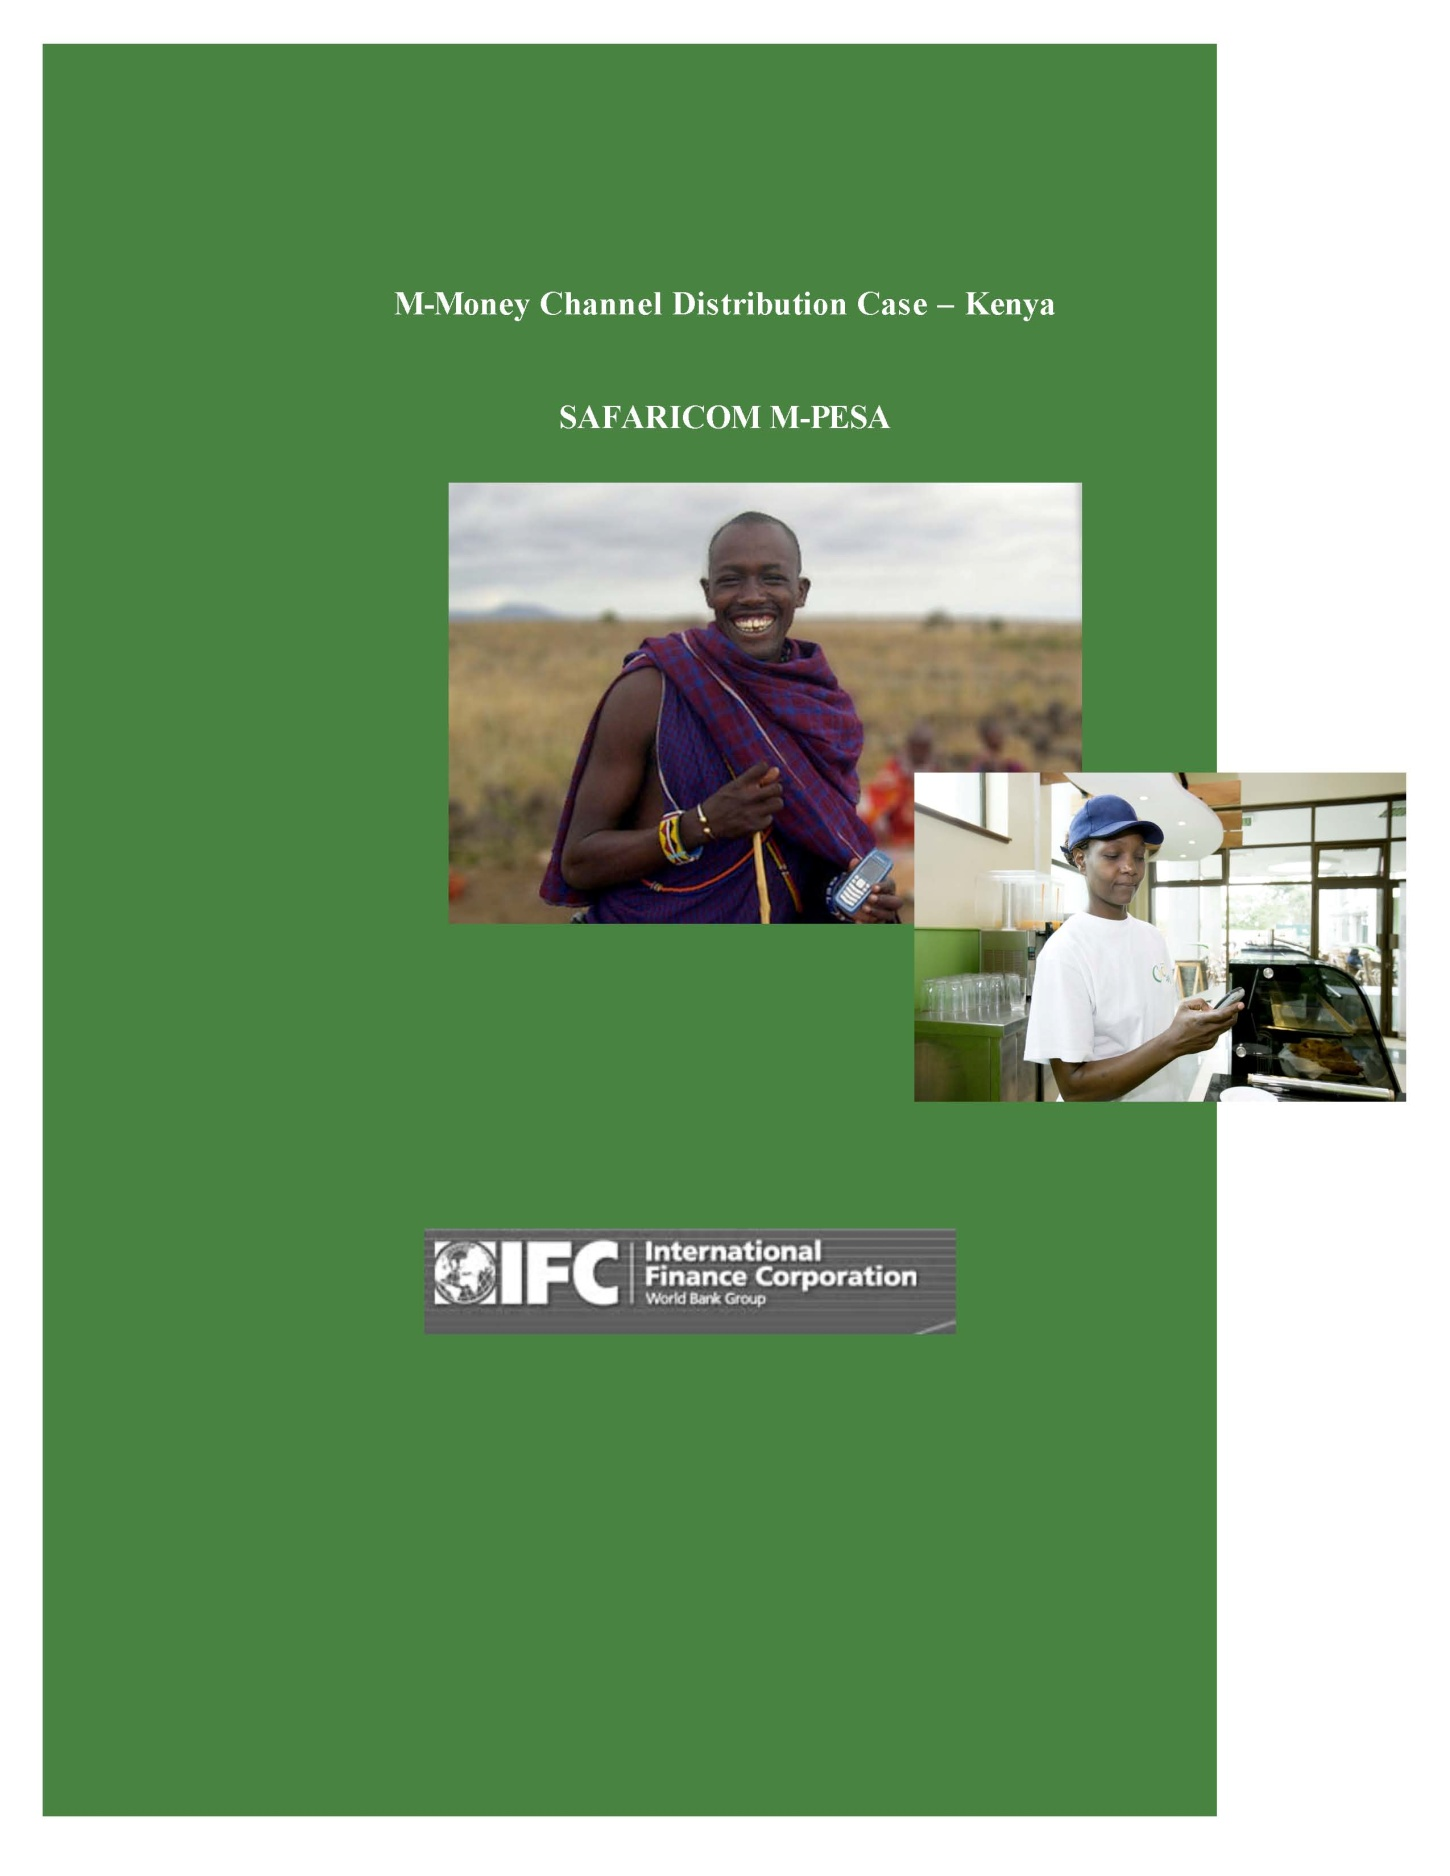 M-Money Channel Distribution Case – Kenya
SAFARICOM M-PESA
IFC
International
Finance Corporation
World Bank Group